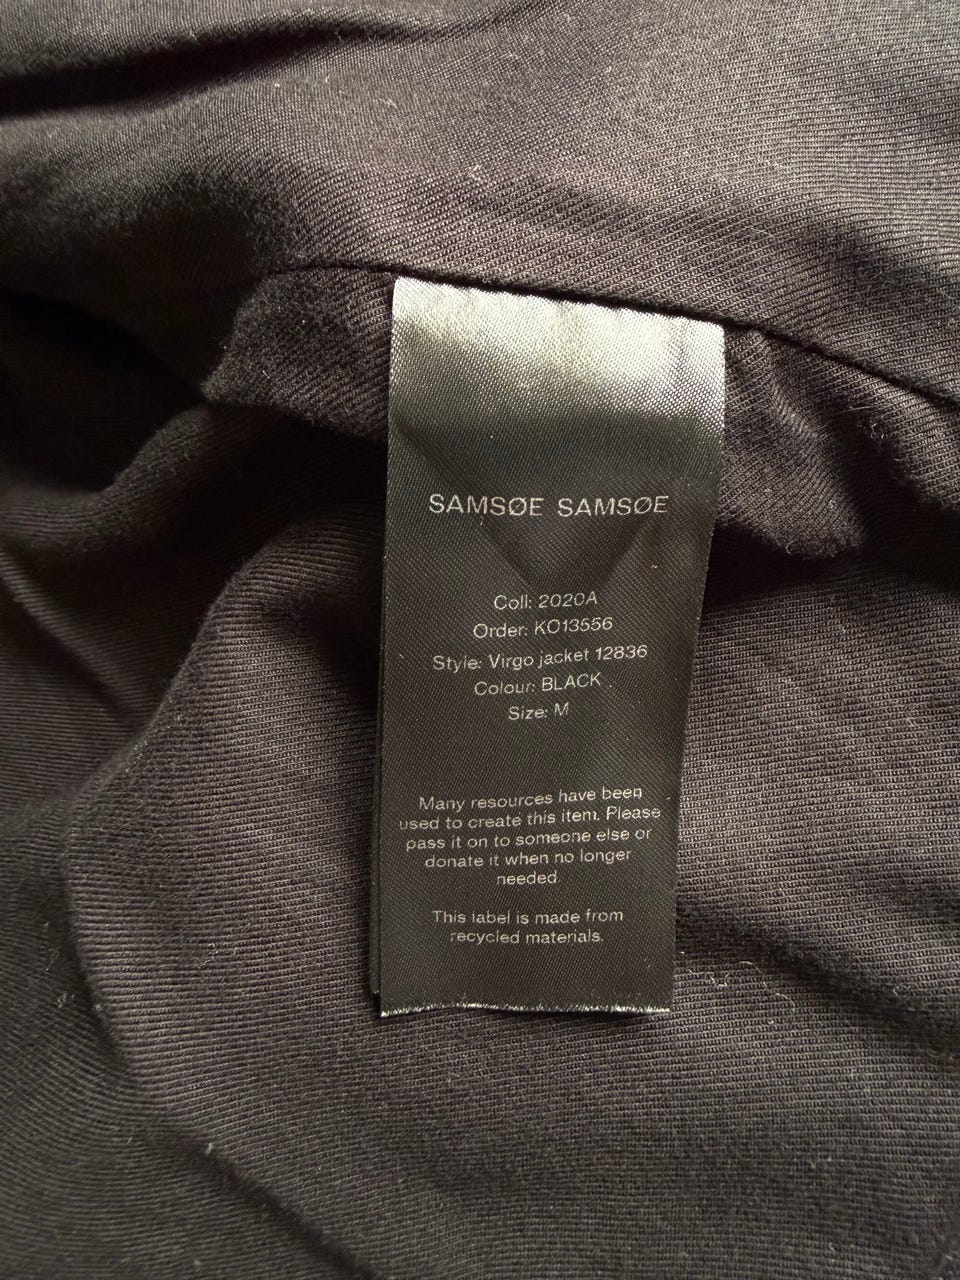 SAMSØE SAMSØE
Coll: 2020A
Order: KO13556
Style: Virgo jacket 12836
Colour: BLACK
Size: M
Many resources have been
used to create this item. Please
pass it on to someone else or
donate it when no longer
needed.
This label is made from
recycled materials.